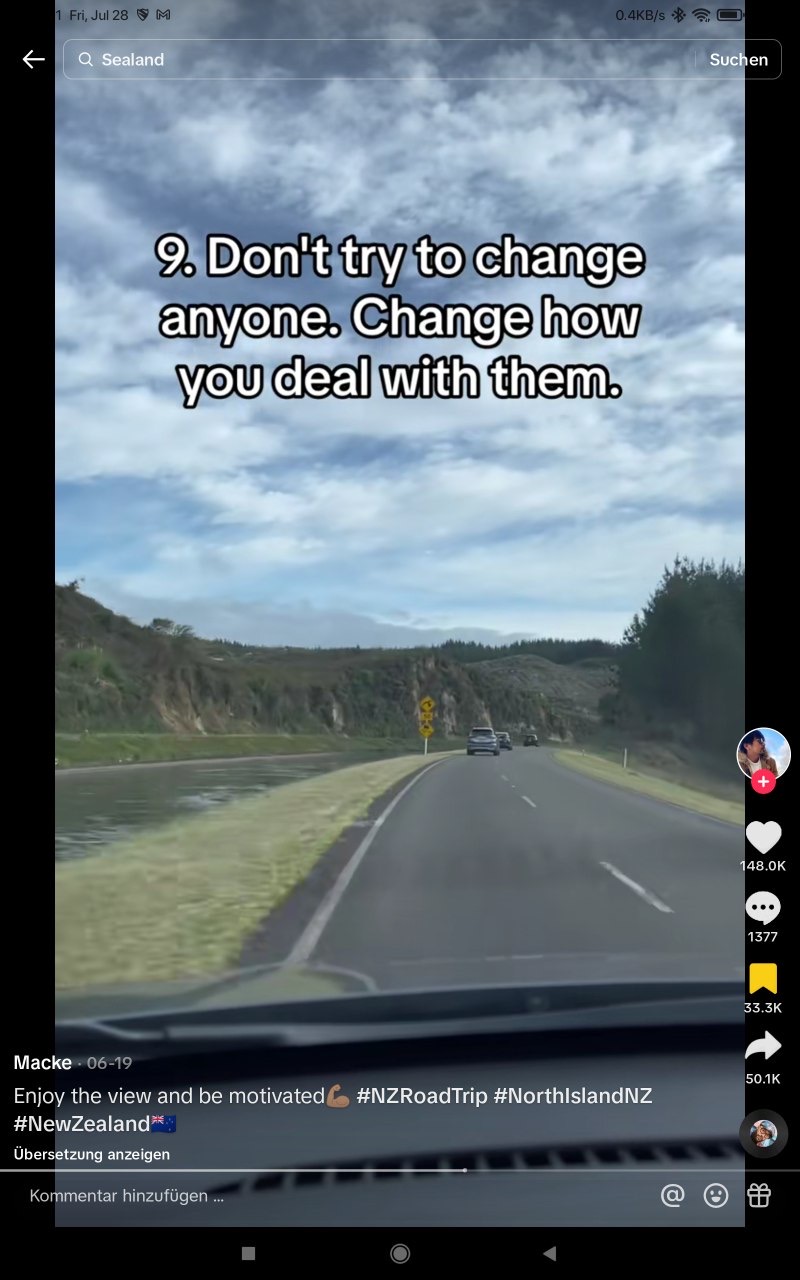 1 Fri, Jul 28
0.4KB/s
Sealand
Suchen
9. Don't try to change
anyone. Change how
you deal with them.
148.0K
1377
33.3K
50.1K
Macke · 06-19
Enjoy the view and be motivated💪🏽 #NZRoadTrip #NorthIslandNZ
#NewZealand🇳🇿
Übersetzung anzeigen
Kommentar hinzufügen ...